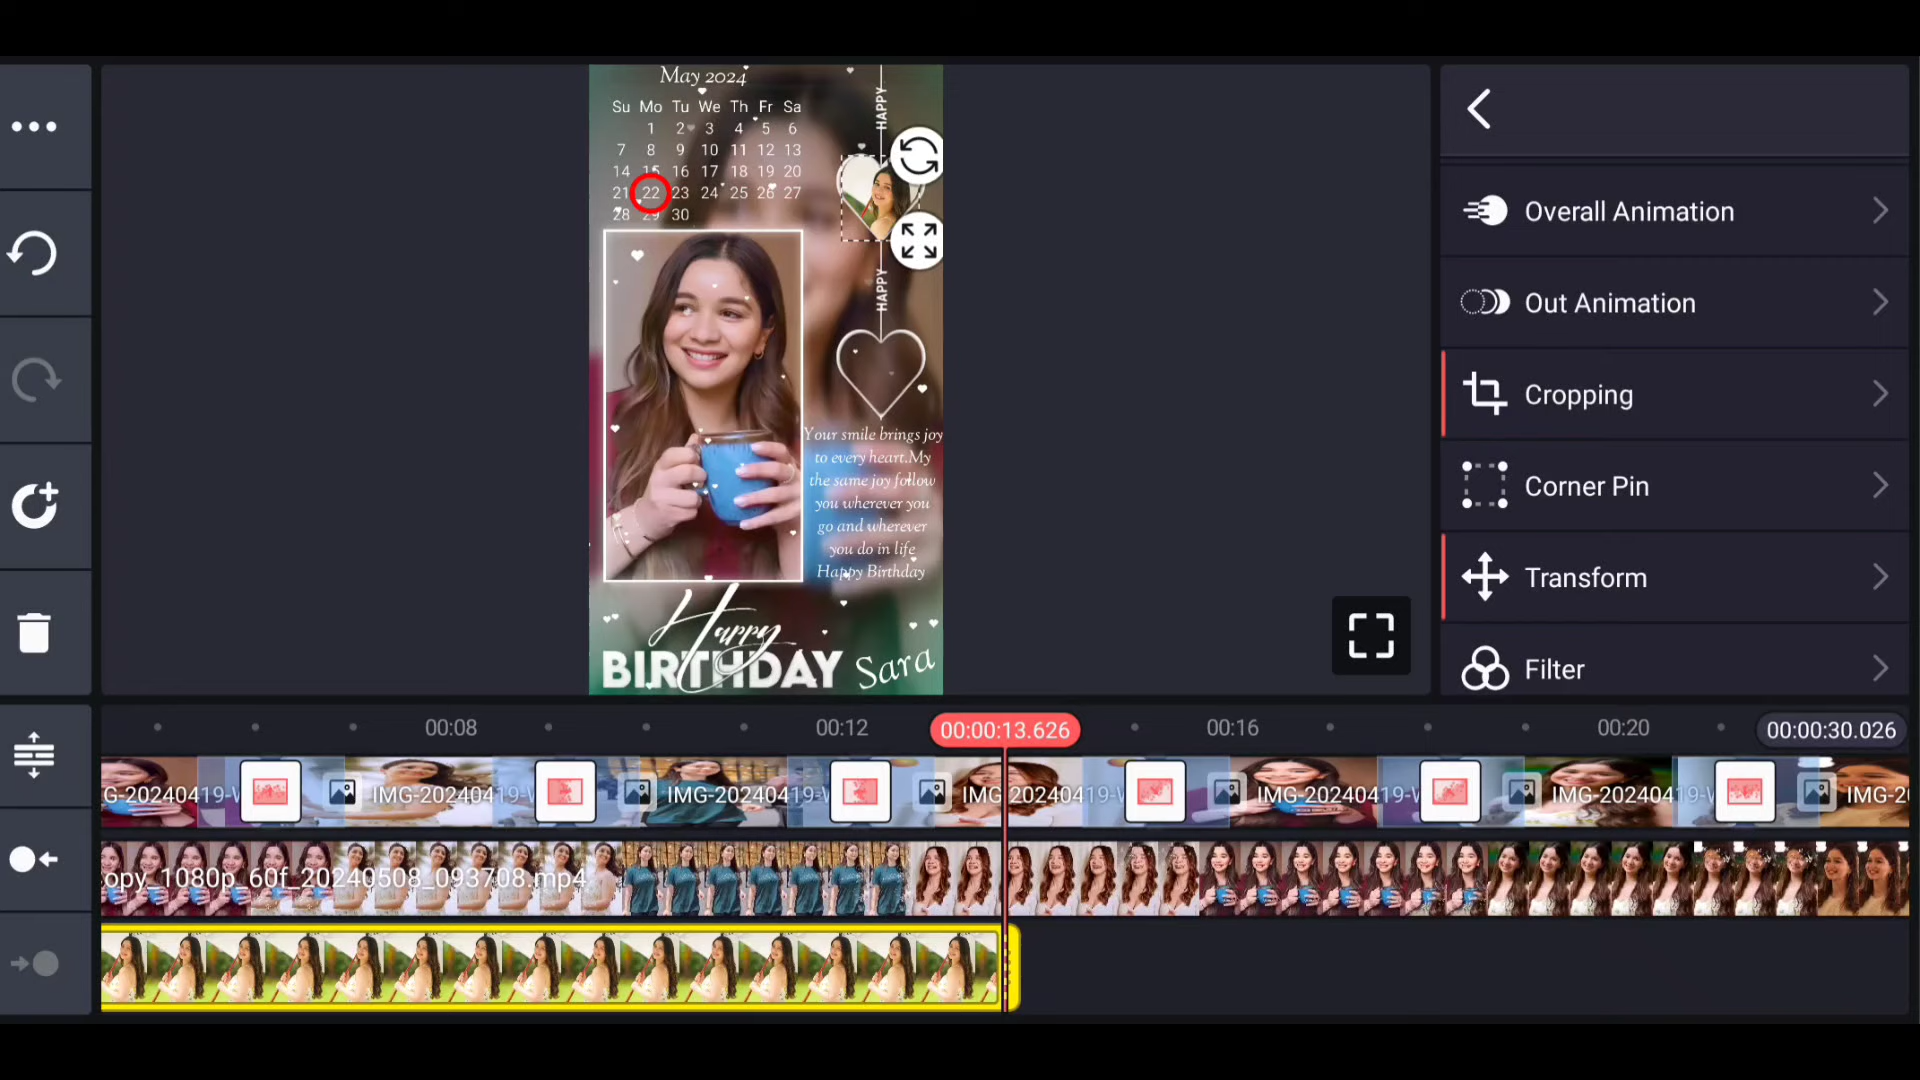 May 2024
Su Mo Tu We Th Fr Sa
1 2 3 4 5 6
7 8 9 10 11 12 13
14 15 16 17 18 19 20
21 22 23 24 25 26 27
28 29 30
HAPPY
HAPPY
Your smile brings joy
to every heart.My
the same joy follow
you wherever you
go and wherever
you do in life
Happy Birthday
Happy
BIRTHDAY Sara
Overall Animation
Out Animation
Cropping
Corner Pin
Transform
Filter
00:08
00:12
00:00:13.626
00:16
00:20
00:00:30.026
G-20240419-W
IMG-20240419-W
IMG-20240419-W
IMG-20240419-W
IMG-20240419-W
IMG-20240419-W
IMG-2
opy_1080p_60f_20240508_093708.mp4